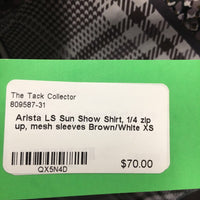 The Tack Collector
809587-31
Arista LS Sun Show Shirt, 1/4 zip
up, mesh sleeves Brown/White XS
$70.00
QX5N4D